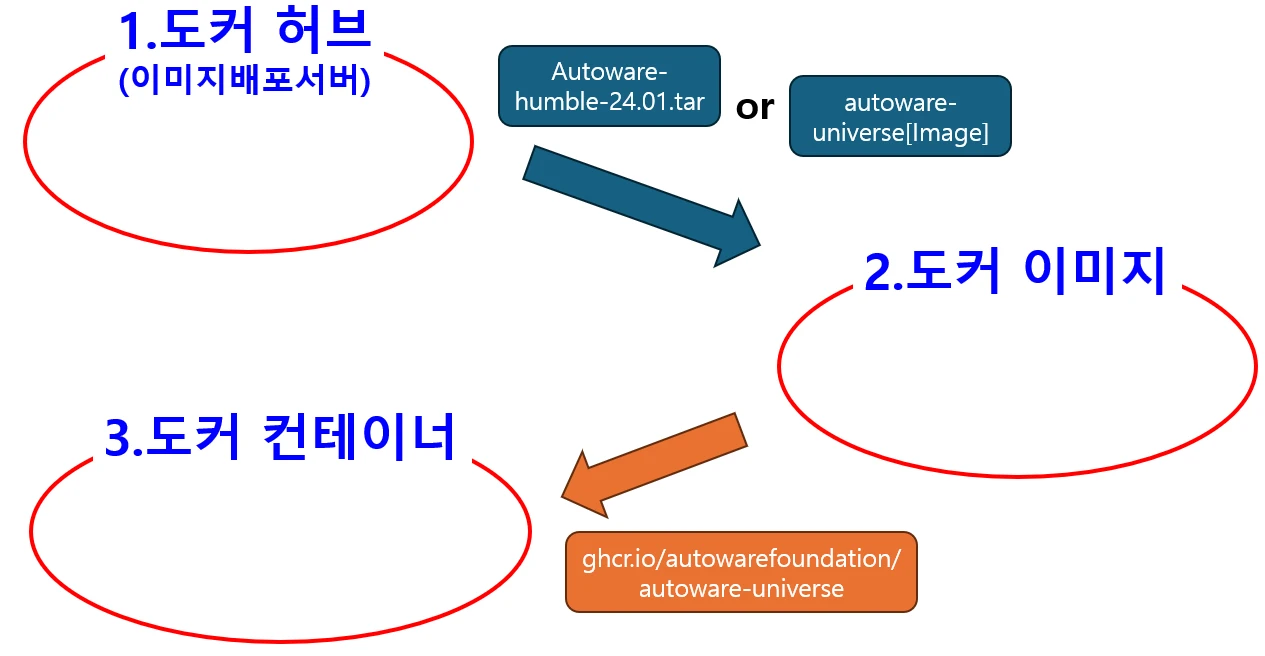 1.도커 허브
(이미지배포서버)
Autoware-
humble-24.01.tar
or
autoware-
universe[Image]
2.도커 이미지
3.도커 컨테이너
ghcr.io/autowarefoundation/
autoware-universe